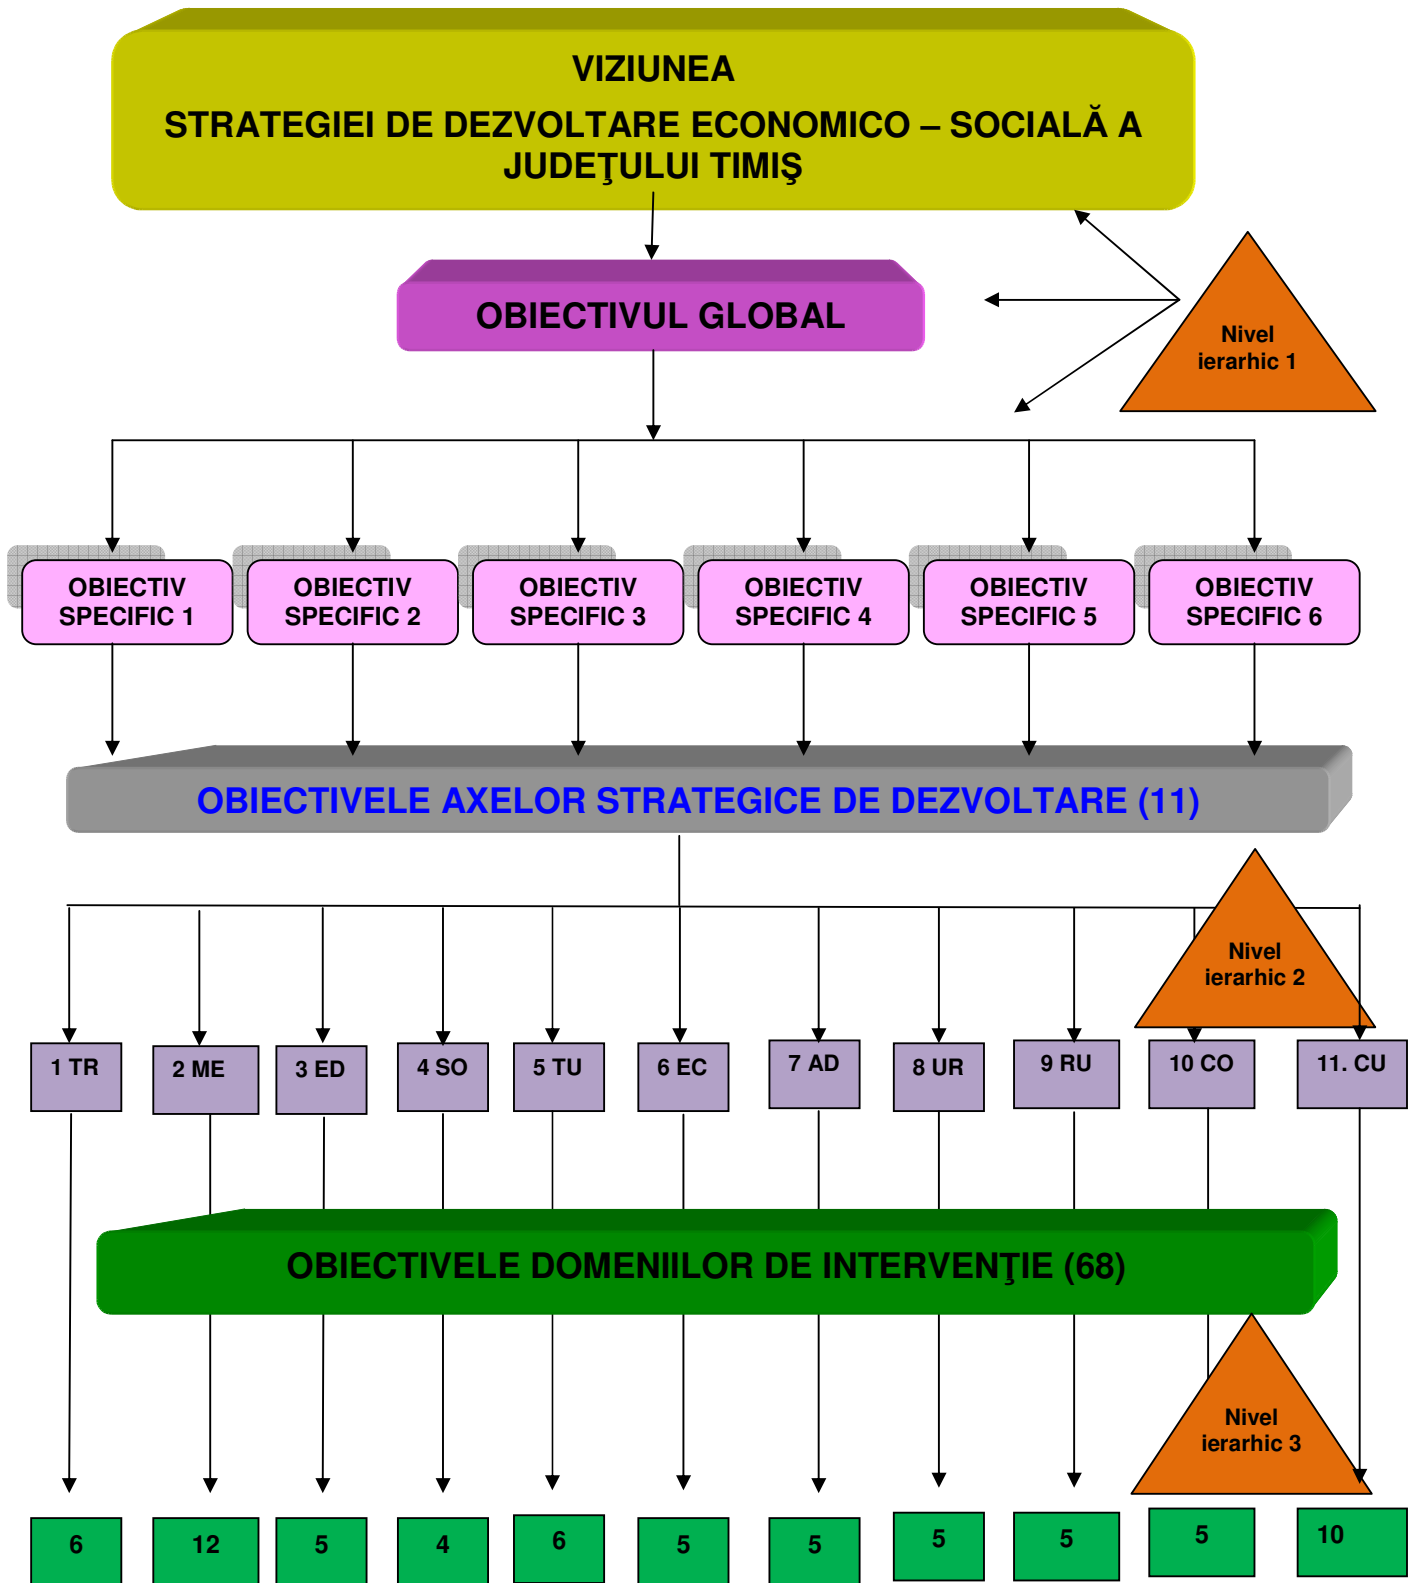 VIZIUNEA
STRATEGIEI DE DEZVOLTARE ECONOMICO – SOCIALĂ A
JUDEŢULUI TIMIŞ
OBIECTIVUL GLOBAL
Nivel
ierarhic 1
OBIECTIV
SPECIFIC 1
OBIECTIV
SPECIFIC 2
OBIECTIV
SPECIFIC 3
OBIECTIV
SPECIFIC 4
OBIECTIV
SPECIFIC 5
OBIECTIV
SPECIFIC 6
OBIECTIVELE AXELOR STRATEGICE DE DEZVOLTARE (11)
Nivel
ierarhic 2
1 TR
2 ME
3 ED
4 SO
5 TU
6 EC
7 AD
8 UR
9 RU
10 CO
11. CU
OBIECTIVELE DOMENIILOR DE INTERVENŢIE (68)
Nivel
ierarhic 3
6
12
5
4
6
5
5
5
5
5
10